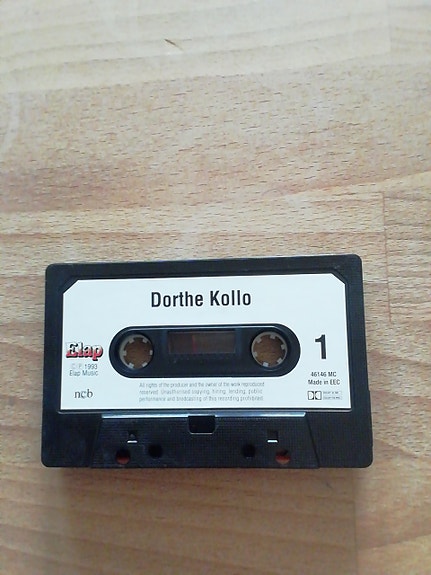 Dorthe Kollo
Elap
ⒸⓅ 1993
Elap Music
1
46146 MC
Made in EEC
ncb
All rights of the producer and the owner of the work reproduced
reserved. Unauthorised copying, hiring, lending, public
performance and broadcasting of this recording prohibited.